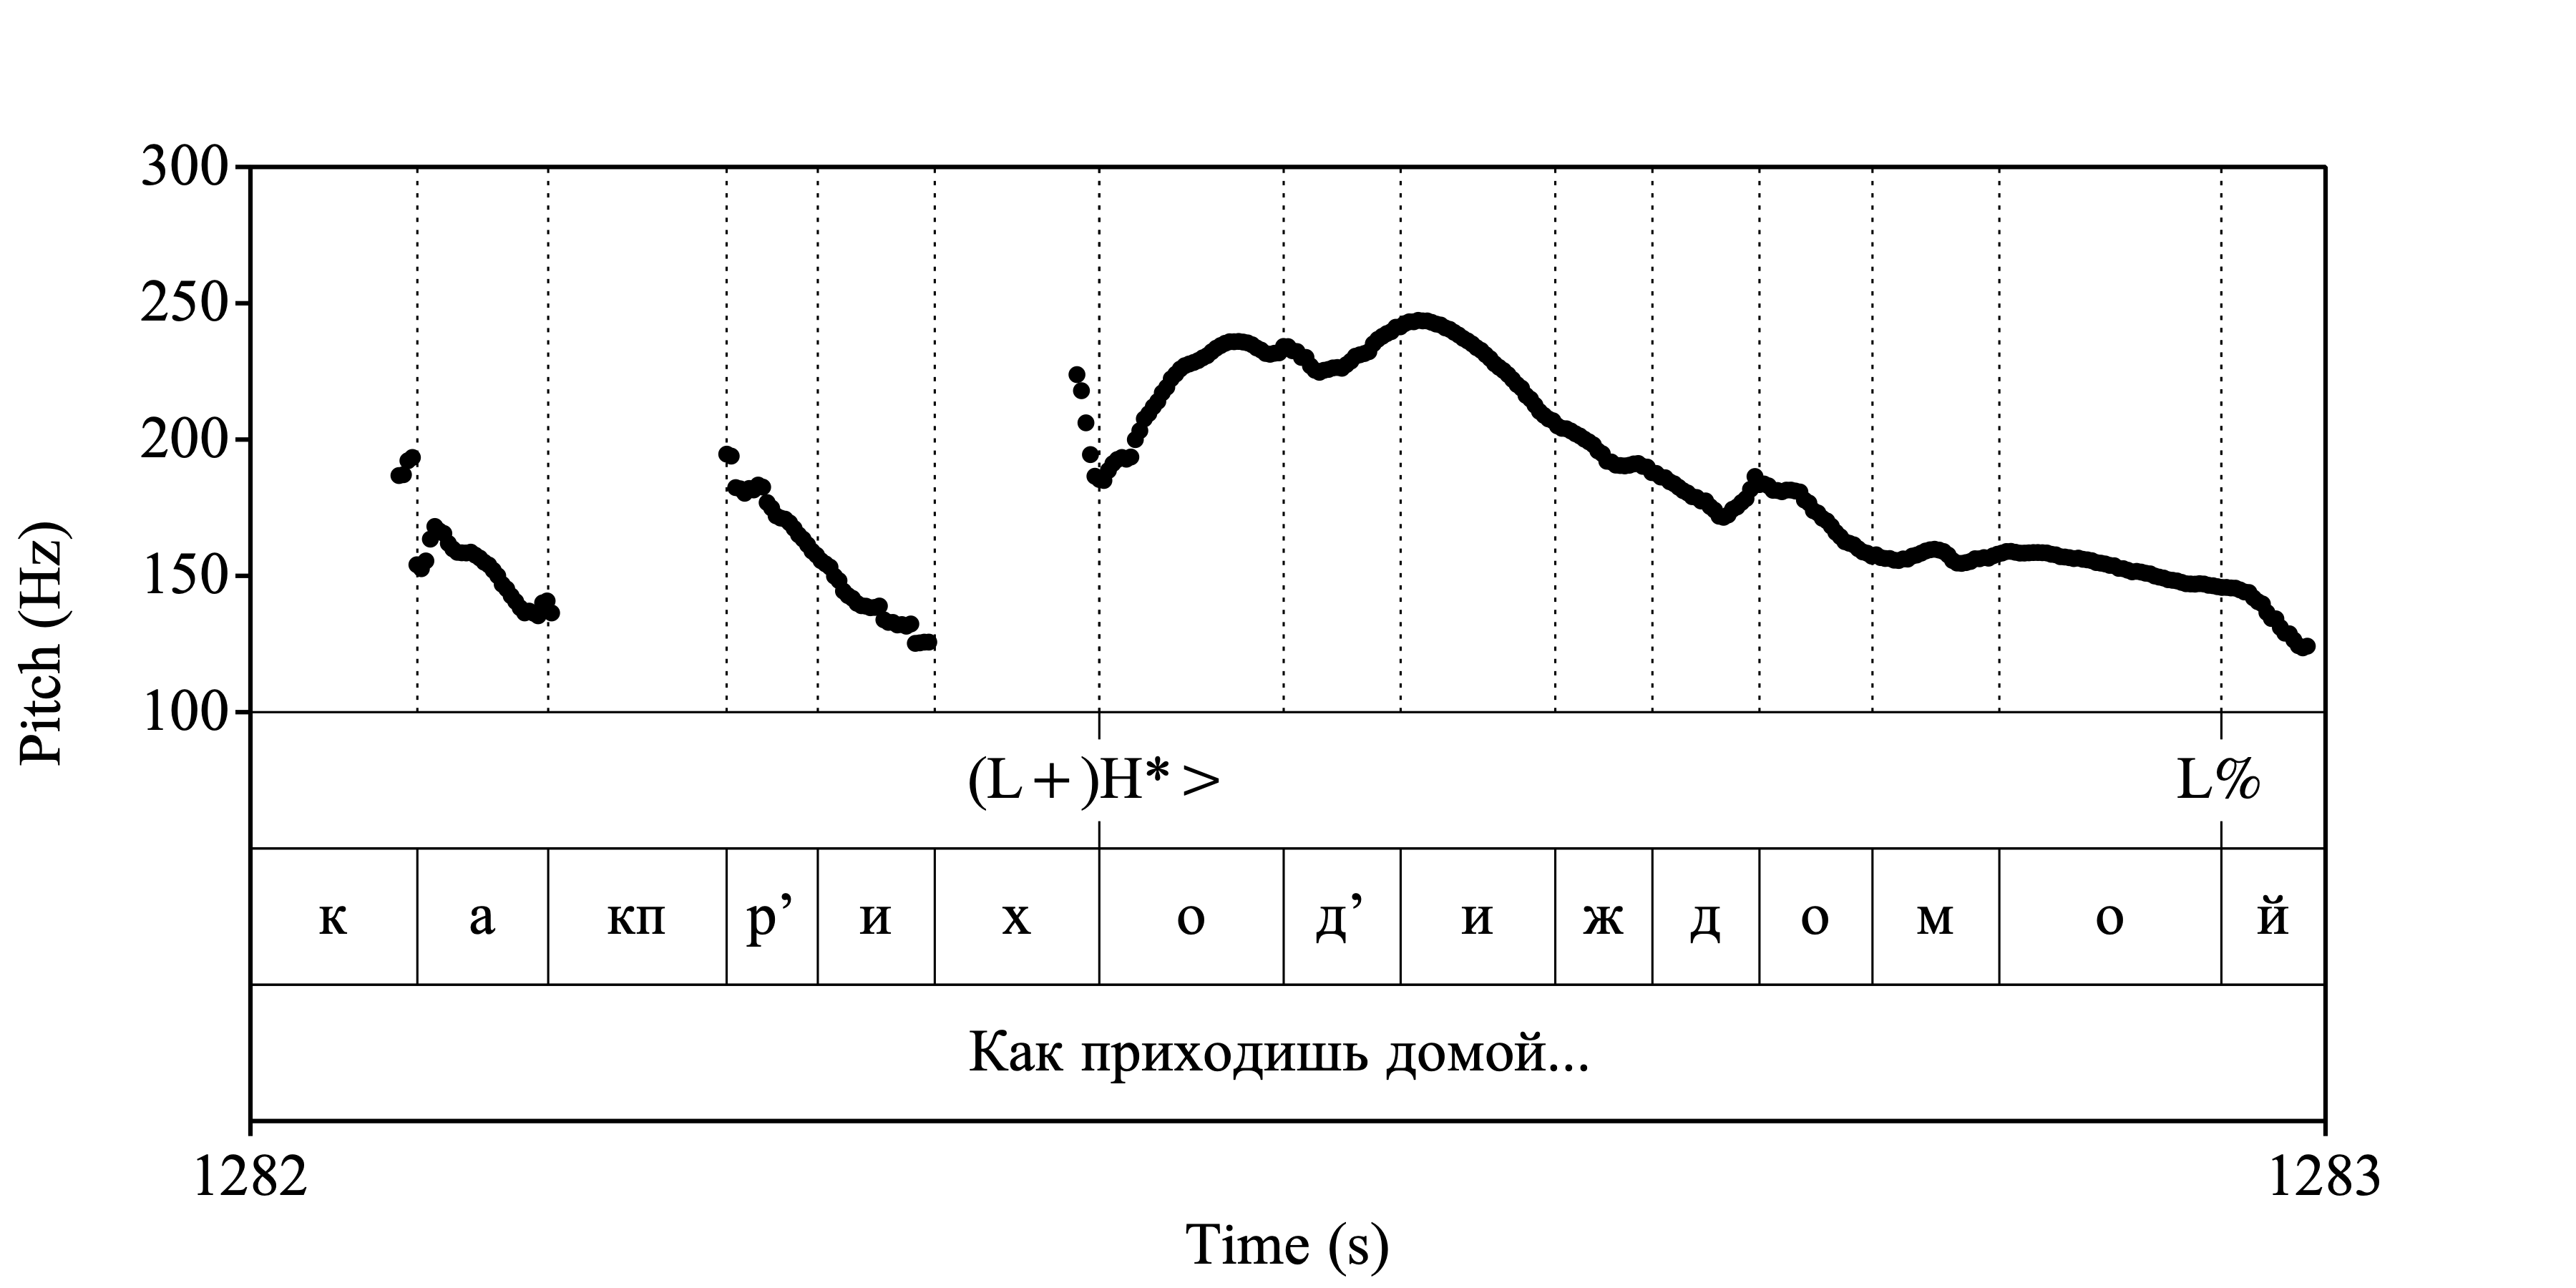 300
250
200
150
100
Pitch (Hz)
(L+)H*> L%
к а кп р’ и х о д’ и ж д о м о й
Как приходишь домой...
1282 1283
Time (s)